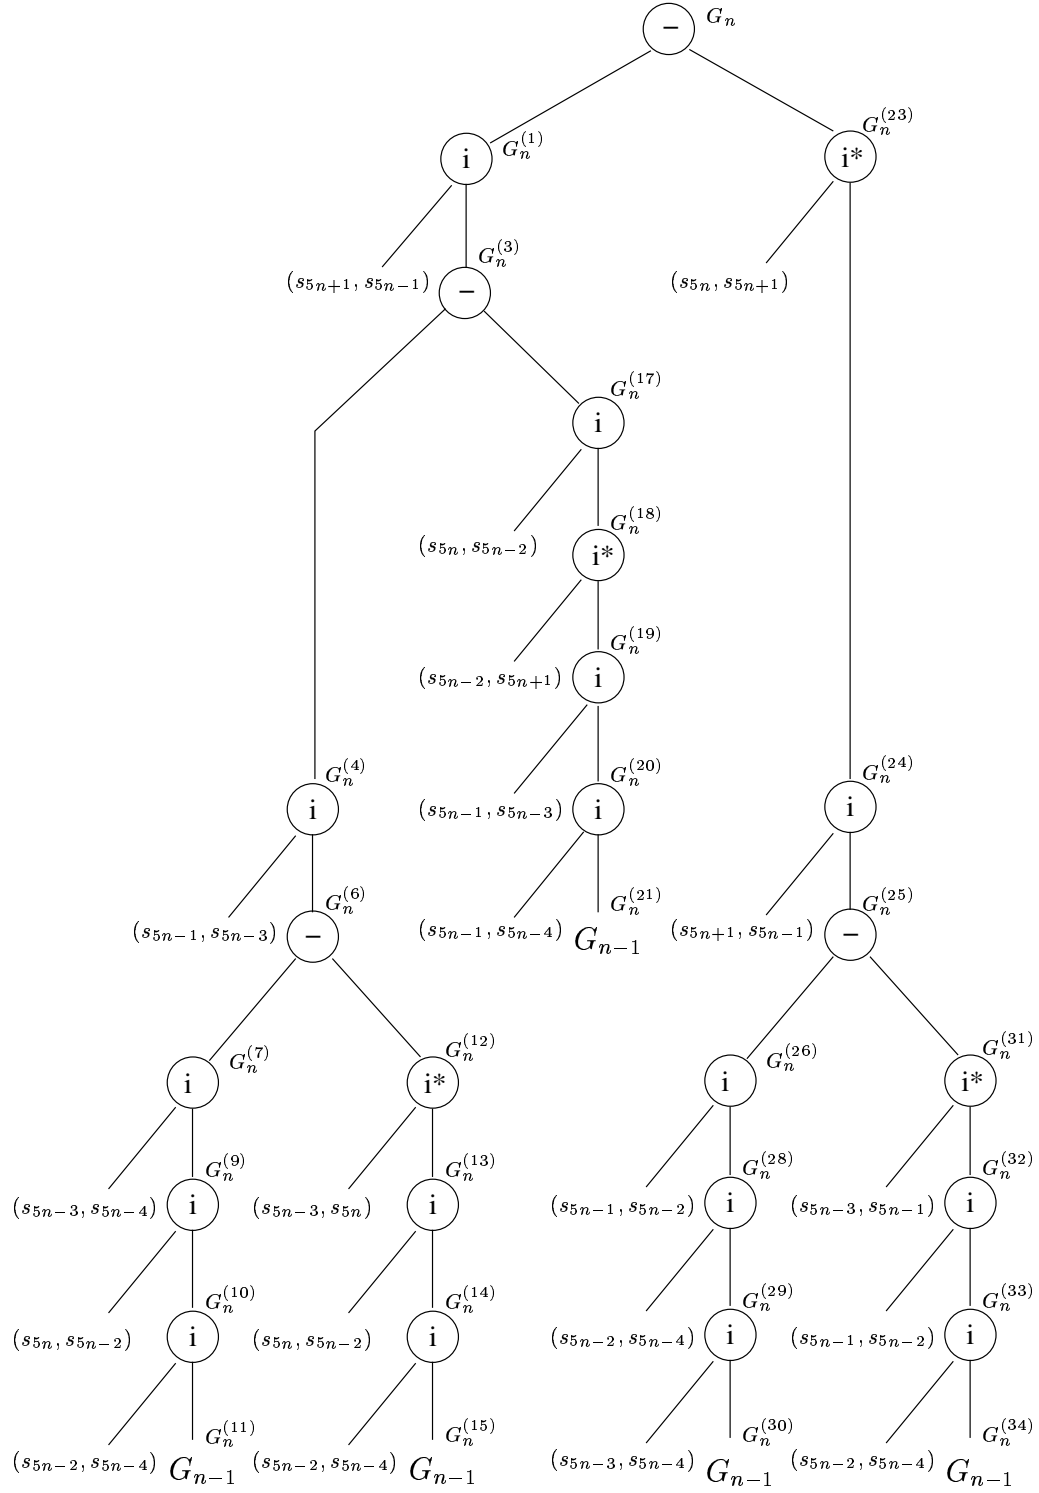 − G_n
G_n^{(23)}
i G_n^{(1)} i*
G_n^{(3)}
(s_{5n+1}, s_{5n−1}) − (s_{5n}, s_{5n+1})
G_n^{(17)}
i
G_n^{(18)}
(s_{5n}, s_{5n−2}) i*
G_n^{(19)}
(s_{5n−2}, s_{5n+1}) i
G_n^{(4)} G_n^{(20)} G_n^{(24)}
i (s_{5n−1}, s_{5n−3}) i i
G_n^{(6)} G_n^{(21)} G_n^{(25)}
(s_{5n−1}, s_{5n−3}) − (s_{5n−1}, s_{5n−4}) G_{n−1} (s_{5n+1}, s_{5n−1}) −
G_n^{(7)} G_n^{(12)} G_n^{(26)} G_n^{(31)}
i i* i i*
G_n^{(9)} G_n^{(13)} G_n^{(28)} G_n^{(32)}
(s_{5n−3}, s_{5n−4}) i (s_{5n−3}, s_{5n}) i (s_{5n−1}, s_{5n−2}) i (s_{5n−3}, s_{5n−1}) i
G_n^{(10)} G_n^{(14)} G_n^{(29)} G_n^{(33)}
(s_{5n}, s_{5n−2}) i (s_{5n}, s_{5n−2}) i (s_{5n−2}, s_{5n−4}) i (s_{5n−1}, s_{5n−2}) i
G_n^{(11)} G_n^{(15)} G_n^{(30)} G_n^{(34)}
(s_{5n−2}, s_{5n−4}) G_{n−1} (s_{5n−2}, s_{5n−4}) G_{n−1} (s_{5n−3}, s_{5n−4}) G_{n−1} (s_{5n−2}, s_{5n−4}) G_{n−1}